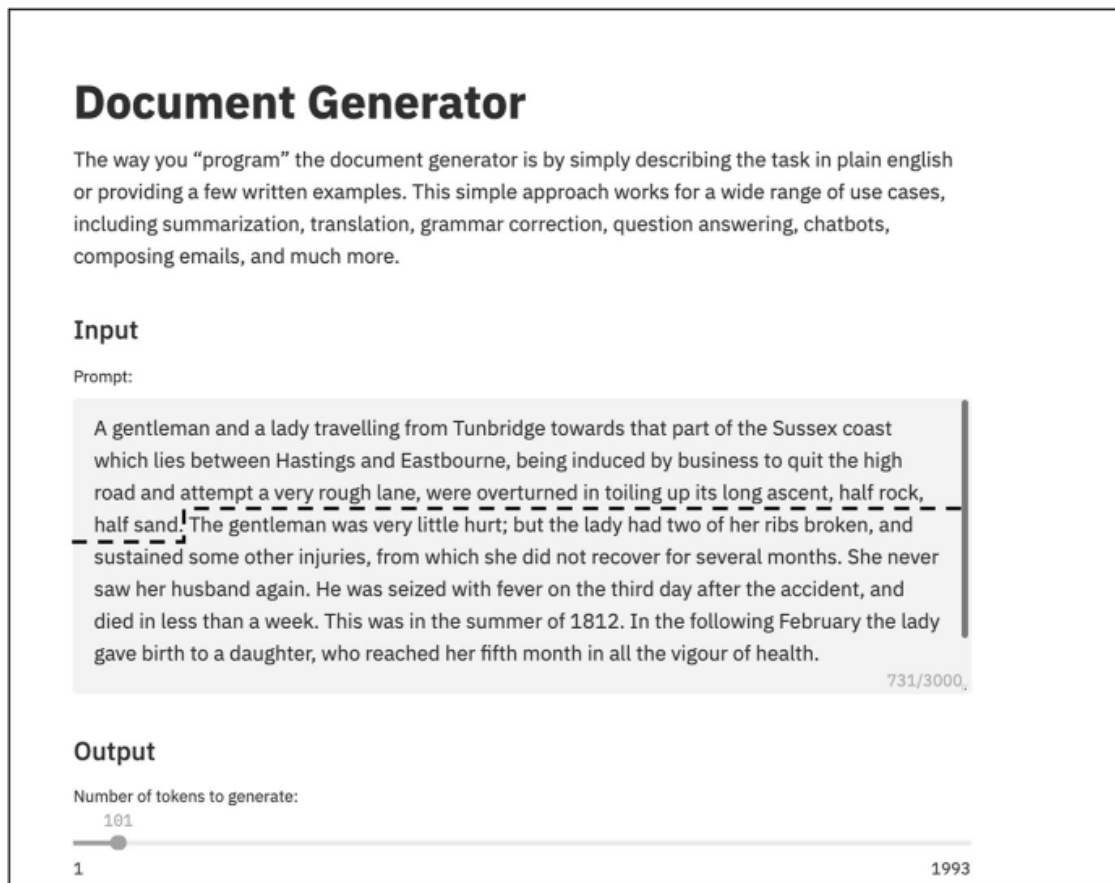 Document Generator
The way you “program” the document generator is by simply describing the task in plain english
or providing a few written examples. This simple approach works for a wide range of use cases,
including summarization, translation, grammar correction, question answering, chatbots,
composing emails, and much more.
Input
Prompt:
A gentleman and a lady travelling from Tunbridge towards that part of the Sussex coast
which lies between Hastings and Eastbourne, being induced by business to quit the high
road and attempt a very rough lane, were overturned in toiling up its long ascent, half rock,
half sand. The gentleman was very little hurt; but the lady had two of her ribs broken, and
sustained some other injuries, from which she did not recover for several months. She never
saw her husband again. He was seized with fever on the third day after the accident, and
died in less than a week. This was in the summer of 1812. In the following February the lady
gave birth to a daughter, who reached her fifth month in all the vigour of health.
731/3000
Output
Number of tokens to generate:
101
1 1993